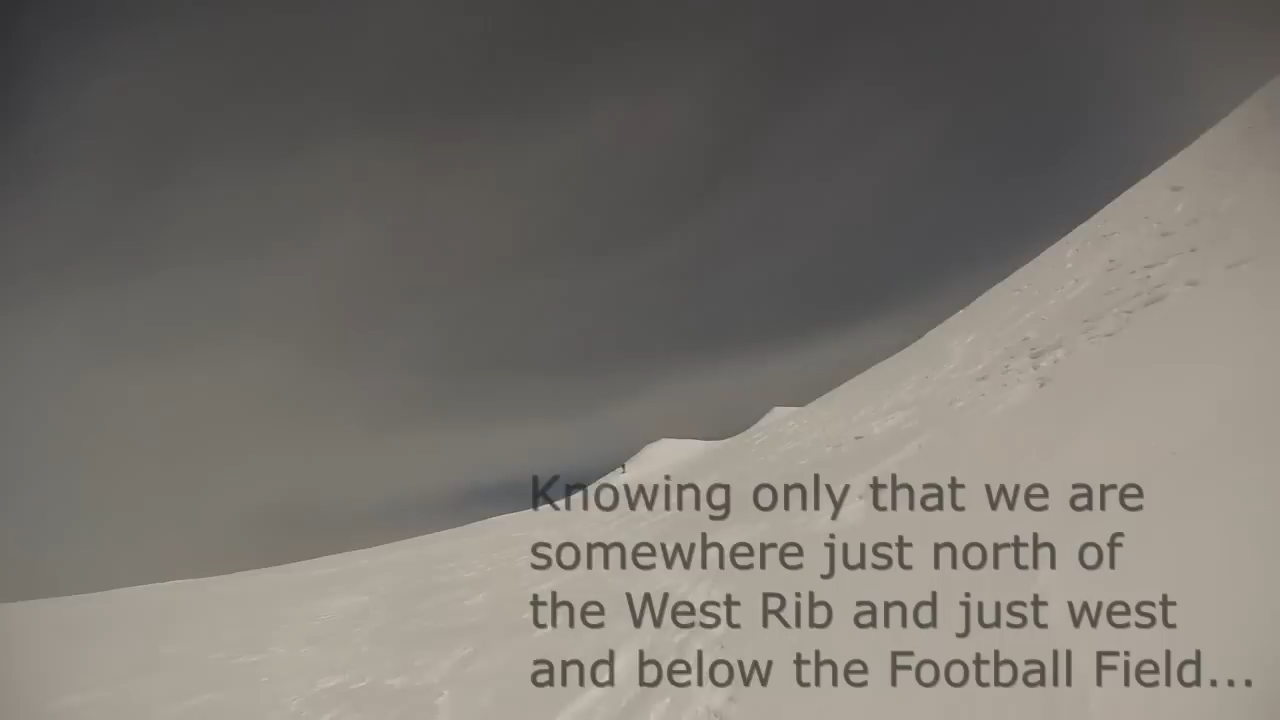 Knowing only that we are
somewhere just north of
the West Rib and just west
and below the Football Field...